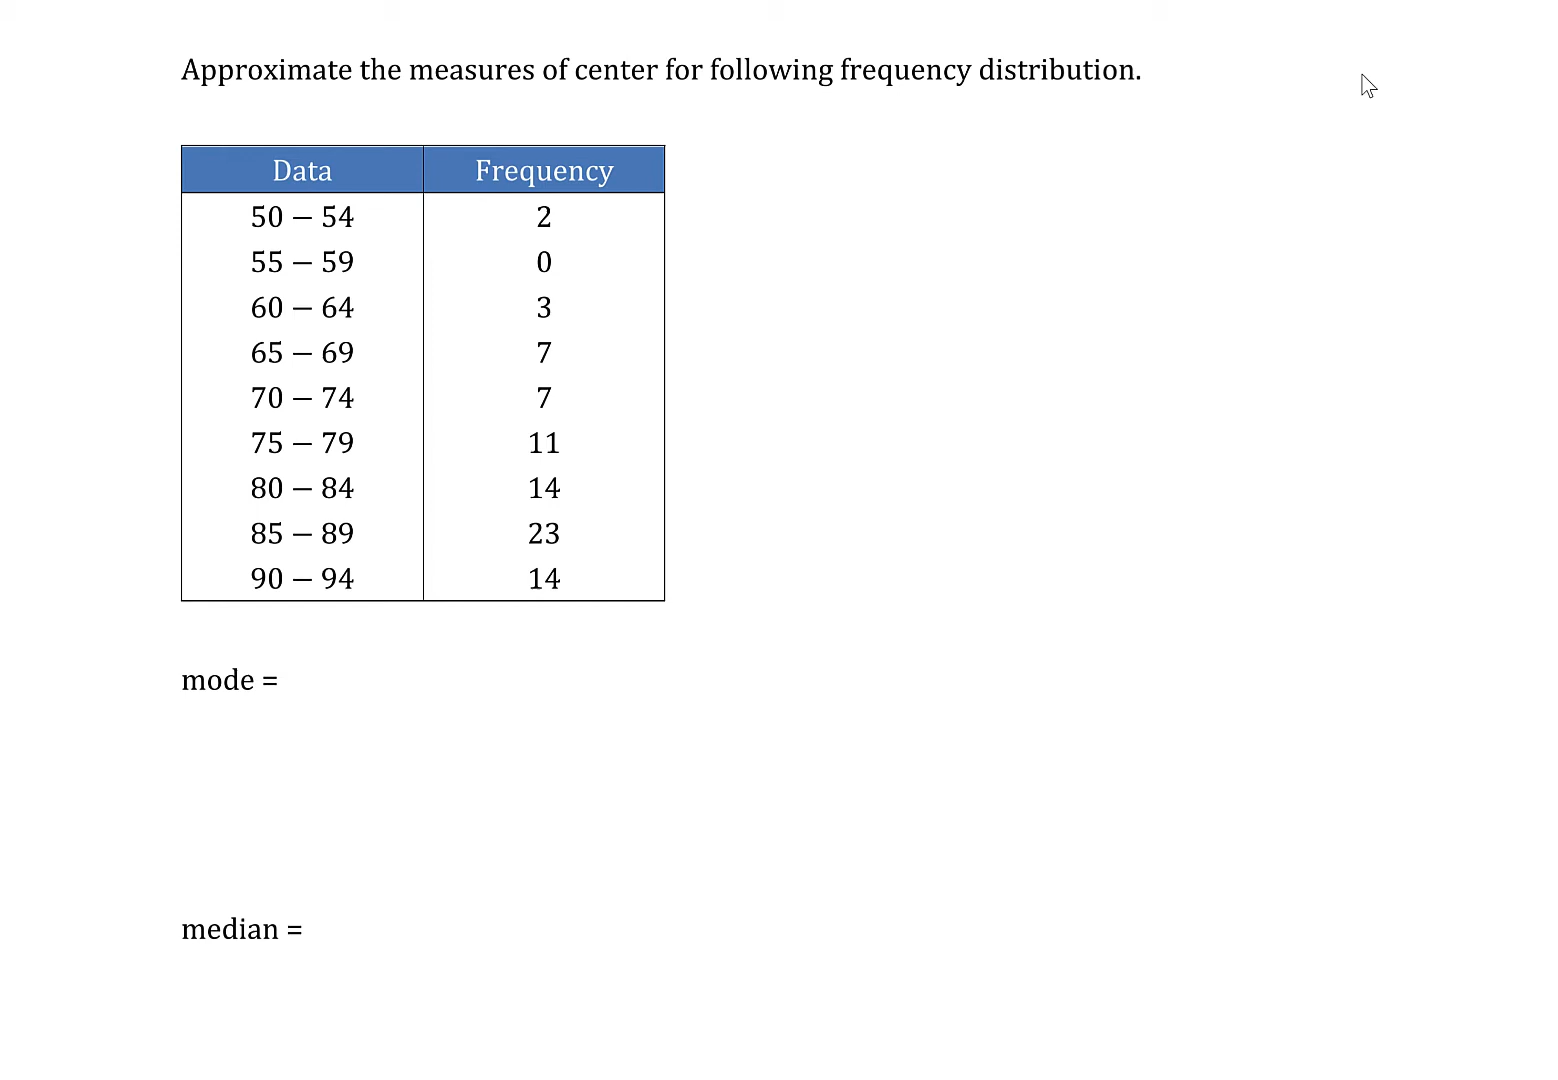 Approximate the measures of center for following frequency distribution.
Data Frequency
50 − 54 2
55 − 59 0
60 − 64 3
65 − 69 7
70 − 74 7
75 − 79 11
80 − 84 14
85 − 89 23
90 − 94 14
mode =
median =